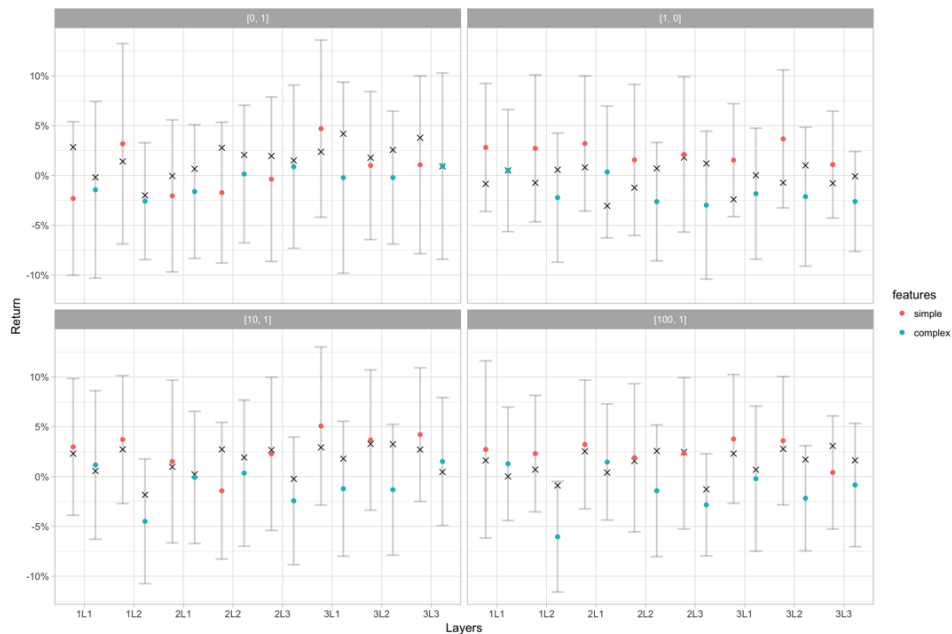 [0, 1]
[1, 0]
10%
5%
0%
-5%
-10%
Return
features
simple
complex
[10, 1]
[100, 1]
10%
5%
0%
-5%
-10%
1L1 1L2 2L1 2L2 2L3 3L1 3L2 3L3
1L1 1L2 2L1 2L2 2L3 3L1 3L2 3L3
Layers